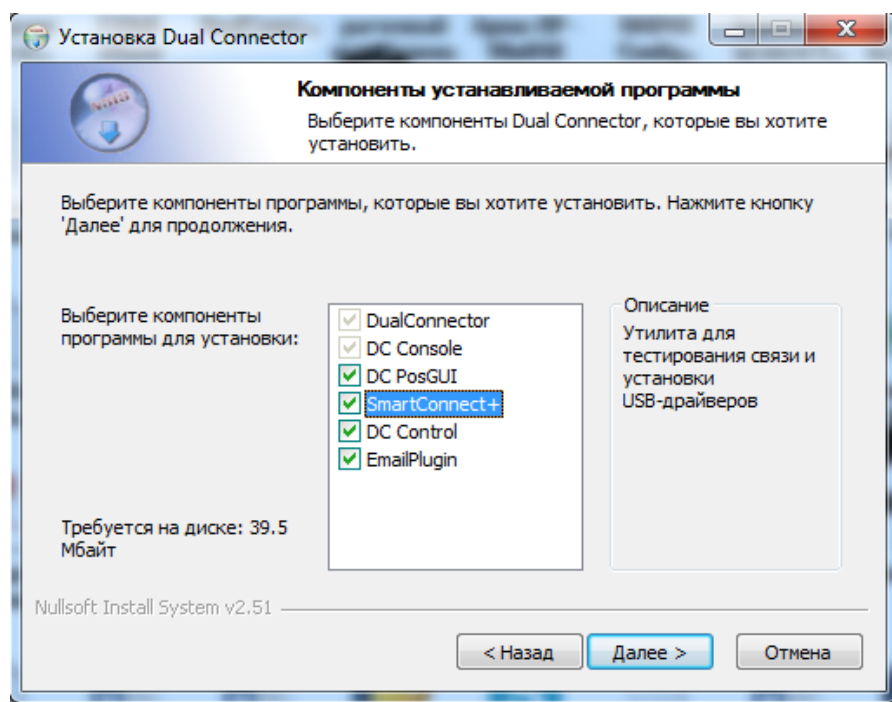 Установка Dual Connector
Компоненты устанавливаемой программы
Выберите компоненты Dual Connector, которые вы хотите
установить.
Выберите компоненты программы, которые вы хотите установить. Нажмите кнопку
'Далее' для продолжения.
Выберите компоненты
программы для установки:
DualConnector
DC Console
DC PosGUI
SmartConnect+
DC Control
EmailPlugin
Описание
Утилита для
тестирования связи и
установки
USB-драйверов
Требуется на диске: 39.5
Мбайт
Nullsoft Install System v2.51
< Назад
Далее >
Отмена